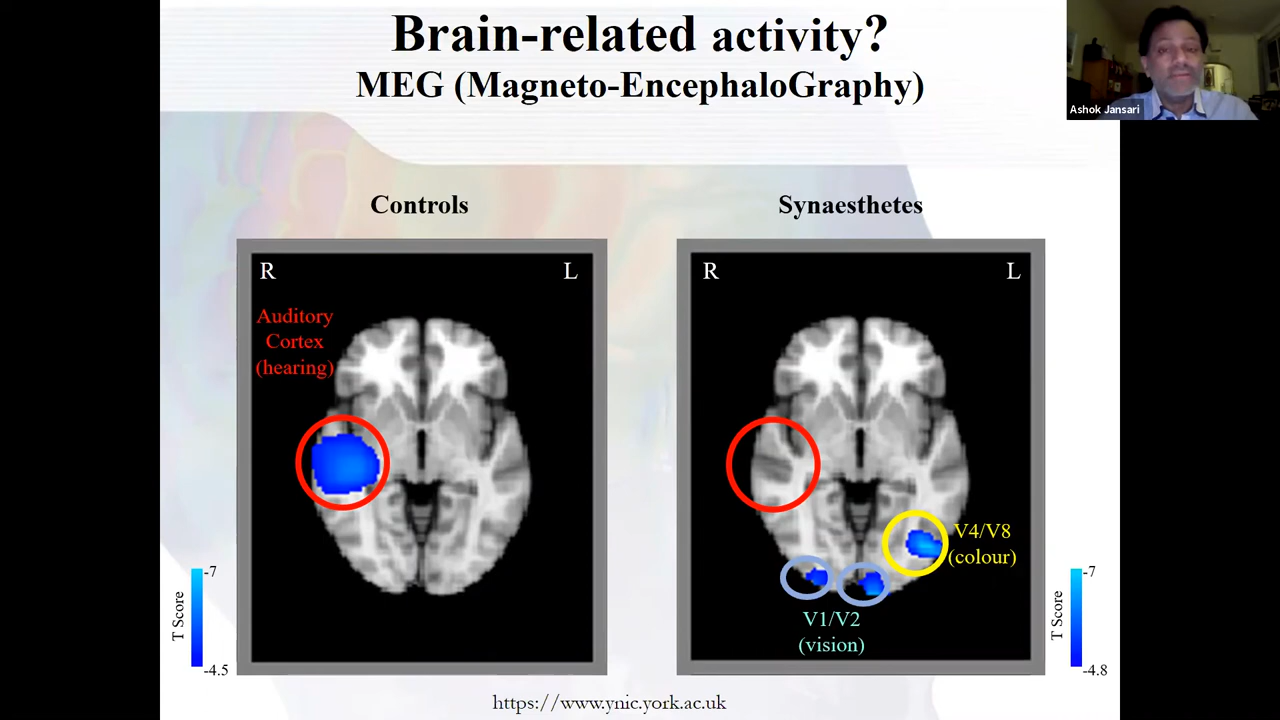 Brain-related activity?
MEG (Magneto-EncephaloGraphy)
Ashok Jansari
Controls
Synaesthetes
R
L
Auditory
Cortex
(hearing)
R
L
V4/V8
(colour)
V1/V2
(vision)
-7
T Score
-4.5
-7
T Score
-4.8
https://www.ynic.york.ac.uk